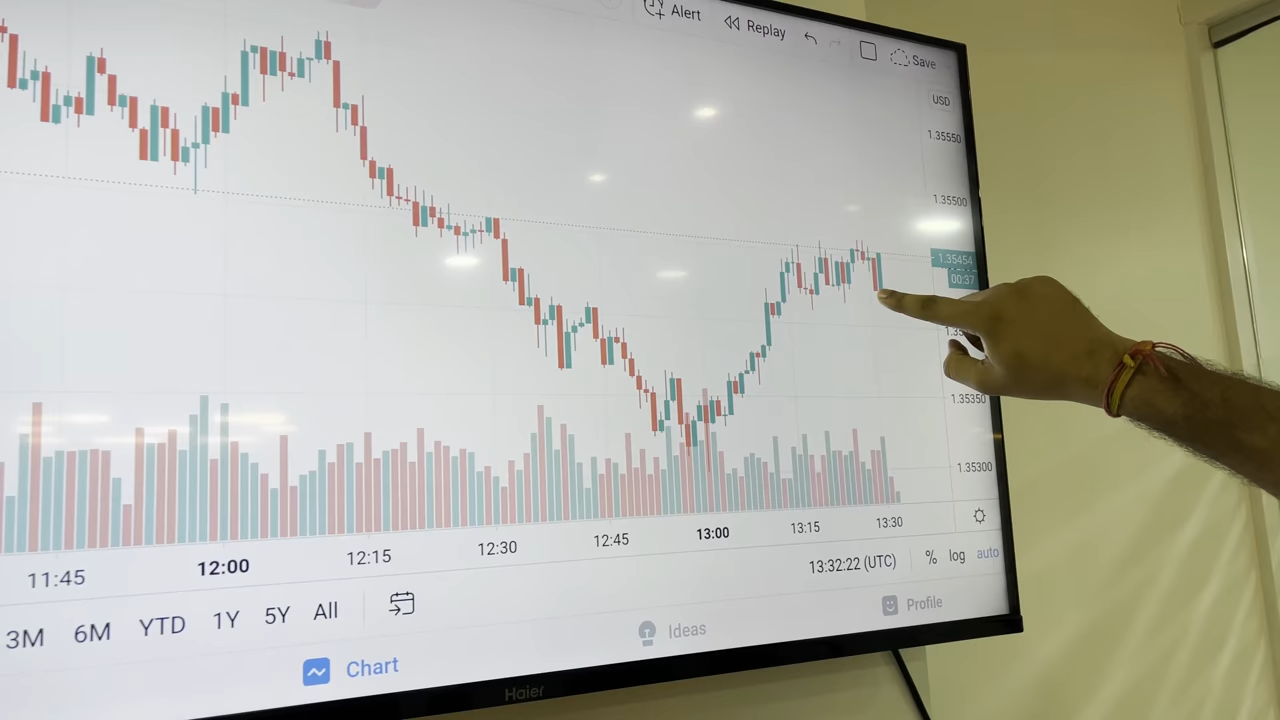 Alert
Replay
Save
USD
1.35550
1.35500
1.35454
00:37
1.35350
1.35300
11:45 12:00 12:15 12:30 12:45 13:00 13:15 13:30
13:32:22 (UTC) % log auto
3M 6M YTD 1Y 5Y All
Chart Ideas Profile
Haier